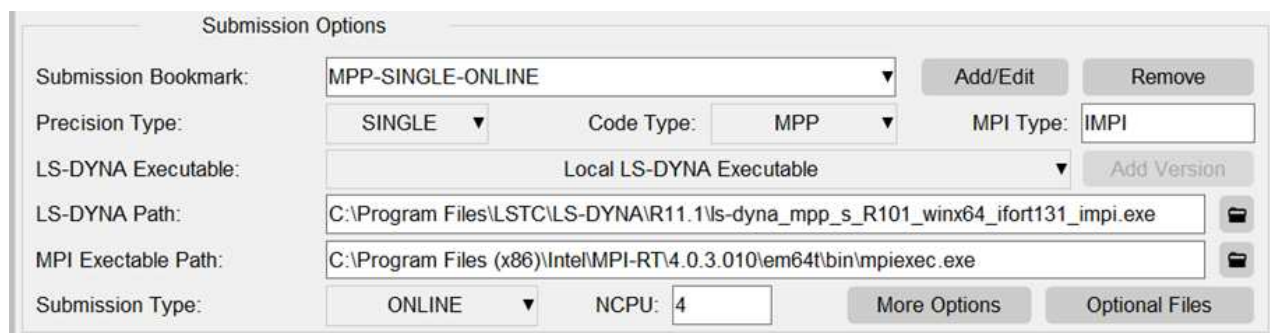 Submission Options
Submission Bookmark: MPP-SINGLE-ONLINE Add/Edit Remove
Precision Type: SINGLE Code Type: MPP MPI Type: IMPI
LS-DYNA Executable: Local LS-DYNA Executable Add Version
LS-DYNA Path: C:\Program Files\LSTC\LS-DYNA\R11.1\ls-dyna_mpp_s_R101_winx64_ifort131_impi.exe
MPI Exectable Path: C:\Program Files (x86)\Intel\MPI-RT\4.0.3.010\em64t\bin\mpiexec.exe
Submission Type: ONLINE NCPU: 4 More Options Optional Files